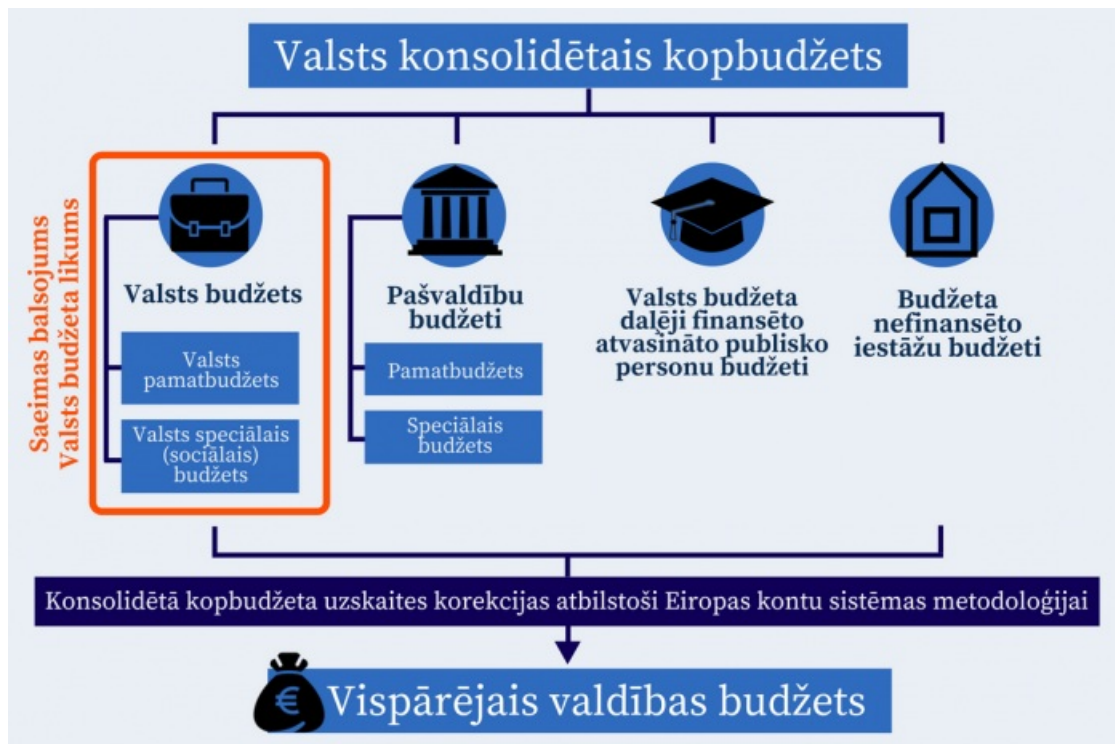 Valsts konsolidētais kopbudžets
Saeimas balsojums
Valsts budžeta likums
Valsts budžets
Valsts
pamatbudžets
Valsts speciālais
(sociālais)
budžets
Pašvaldību
budžeti
Pamatbudžets
Speciālais
budžets
Valsts budžeta
daļēji finansēto
atvasināto publisko
personu budžeti
Budžeta
nefinansēto
iestāžu budžeti
Konsolidētā kopbudžeta uzskaites korekcijas atbilstoši Eiropas kontu sistēmas metodoloģijai
€ Vispārējais valdības budžets